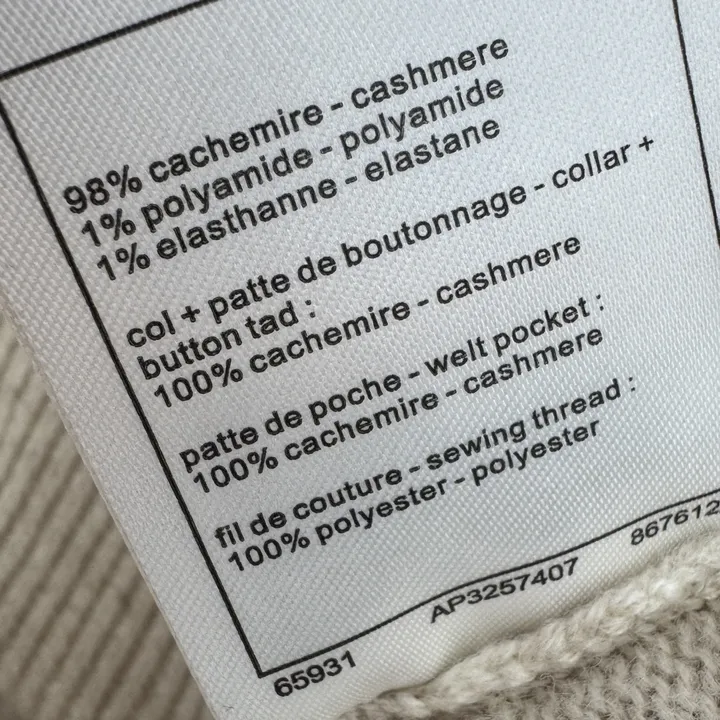 98% cachemire - cashmere
1% polyamide - polyamide
1% elasthanne - elastane
col + patte de boutonnage - collar +
button tad :
100% cachemire - cashmere
patte de poche - welt pocket :
100% cachemire - cashmere
fil de couture - sewing thread :
100% polyester - polyester
65931 AP3257407 867612